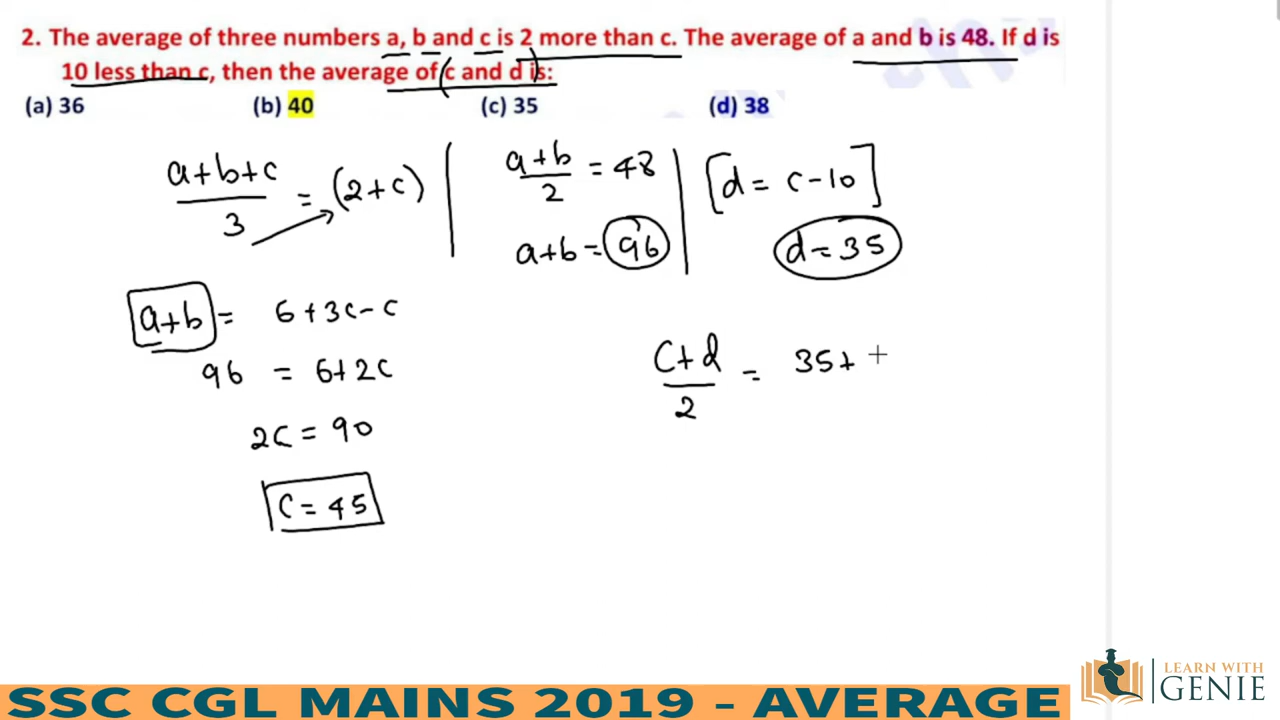 2. The average of three numbers a, b and c is 2 more than c. The average of a and b is 48. If d is
10 less than c, then the average of (c and d) is:
(a) 36 (b) 40 (c) 35 (d) 38
a+b+c / 3 = (2+c)
a+b / 2 = 48
a+b = 96
[d = c-10]
d = 35
a+b = 6+3c-c
96 = 6+2c
2c = 90
c = 45
c+d / 2 = 35+
SSC CGL MAINS 2019 - AVERAGE
LEARN WITH
GENIE